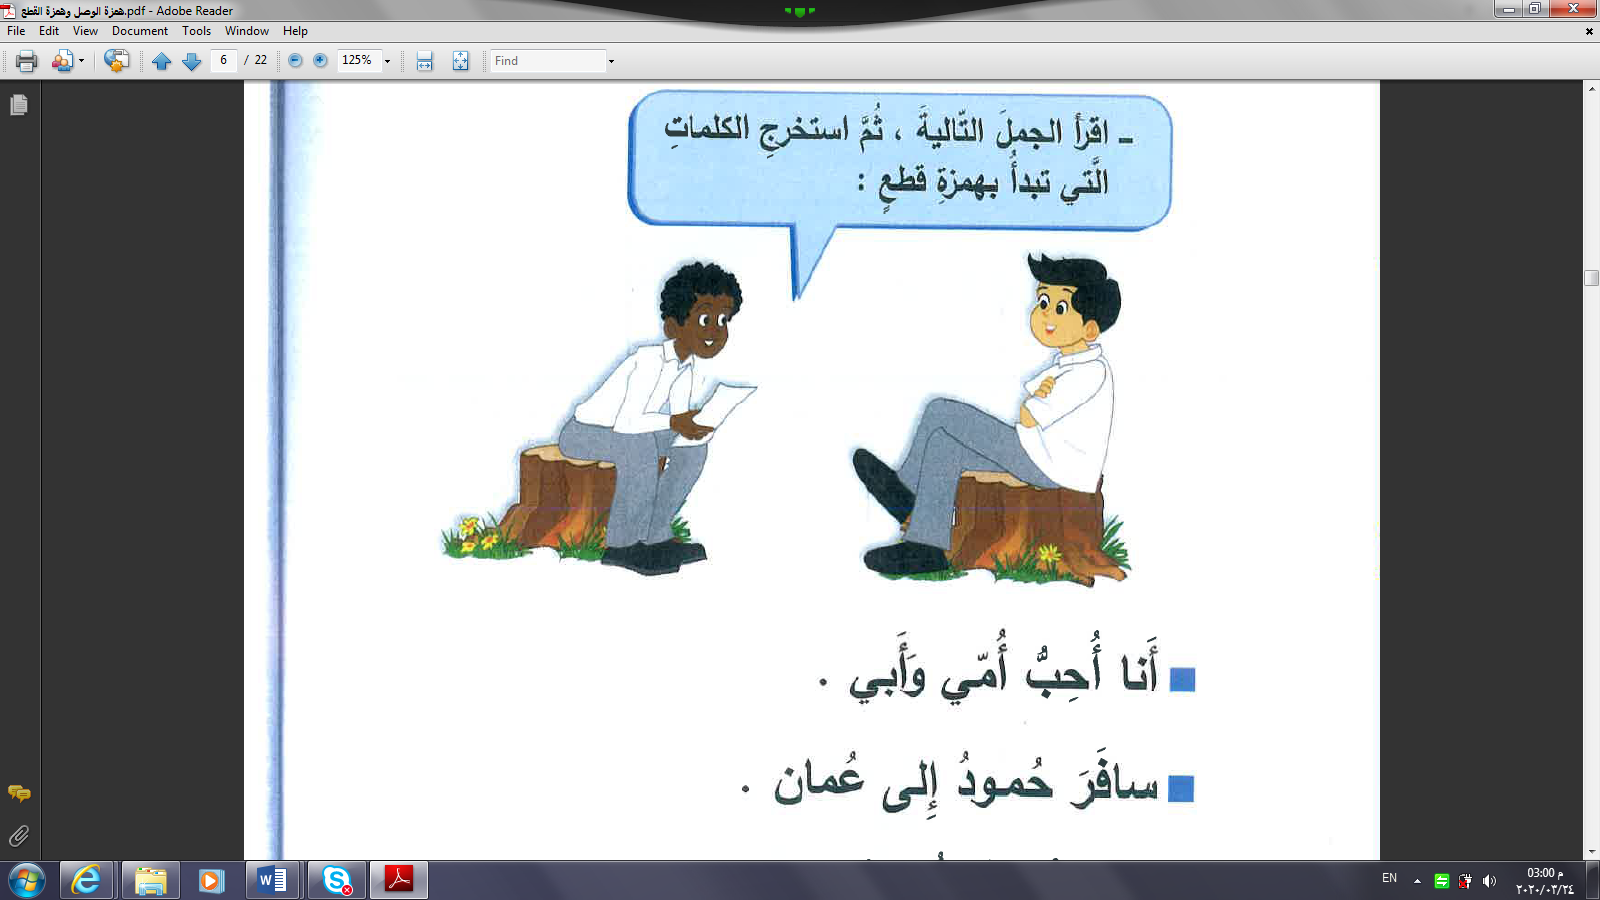 همزة الوصل وهمزة القطع.pdf - Adobe Reader
File Edit View Document Tools Window Help
6 / 22 125% Find
ـ اقرأ الجملَ التّاليةَ ، ثُمَّ استخرجِ الكلماتِ
الَّتي تبدأُ بهمزةِ قطعٍ :
أَنا أُحِبُّ أُمّي وَأَبي .
سافَرَ حُمودُ إِلى عُمان .
EN
03:00 م
٢٠٢٠/٠٣/٢٤